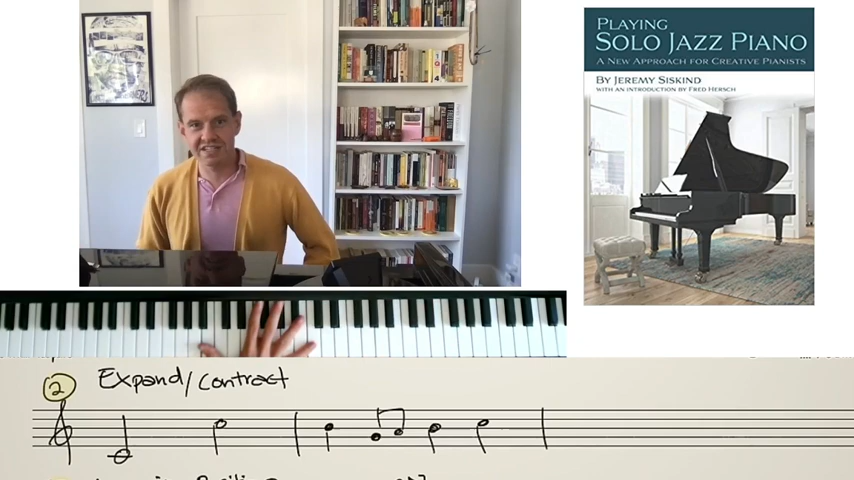 PLAYING
SOLO JAZZ PIANO
A NEW APPROACH FOR CREATIVE PIANISTS
BY JEREMY SISKIND
WITH AN INTRODUCTION BY FRED HERSCH
2 Expand/Contract